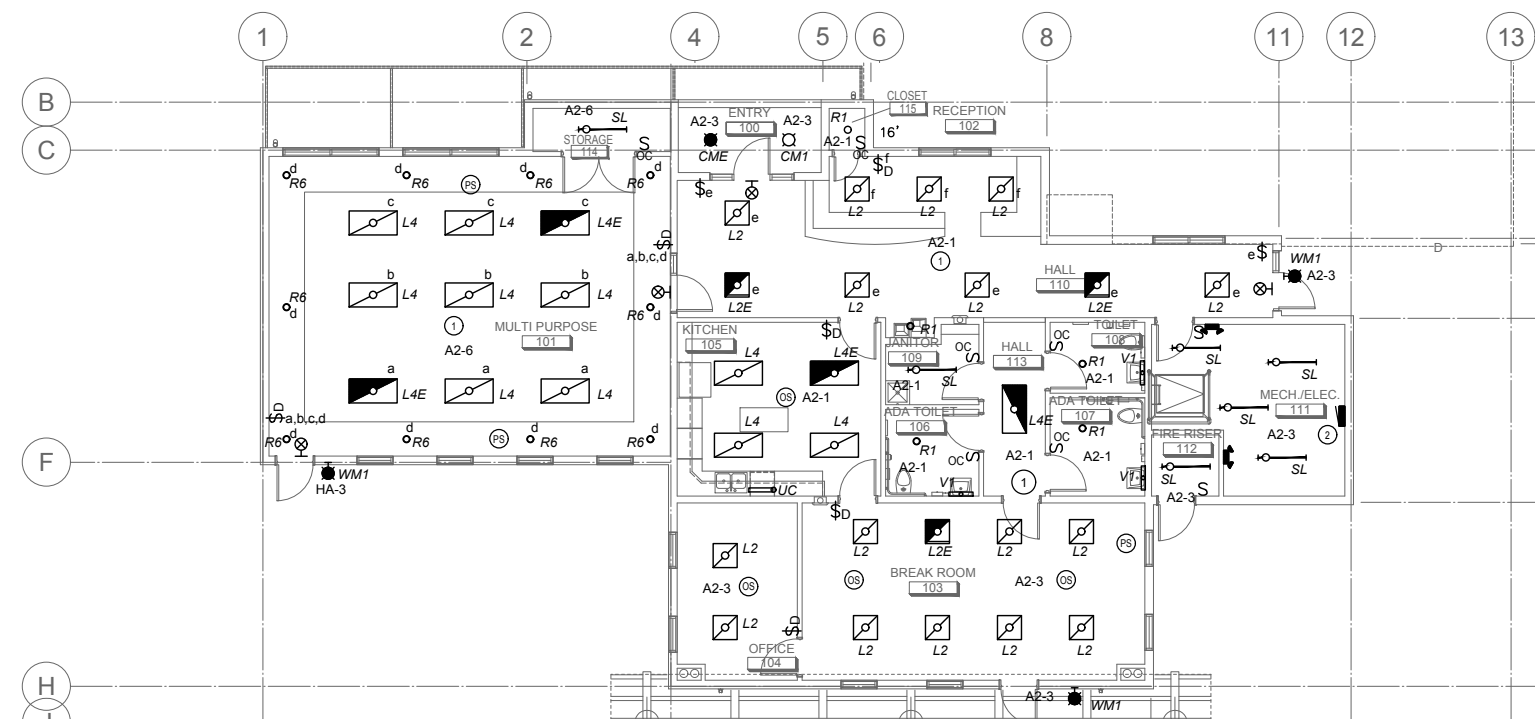 1 2 4 5 6 8 11 12 13
B
C
F
H
CLOSET
115
RECEPTION
102
16'
A2-6
SL
STORAGE
114
S
OC
A2-3
ENTRY
100
A2-3
CME
CM1
R1
A2-1
S
OC
$D f
$e
d
R6
d
R6
d
R6
d
R6
PS
c
L4
c
L4
c
L4E
L2
e
f
L2
f
L2
f
L2
$D
a,b,c,d
A2-1
1
HALL
110
e$
WM1
A2-3
D
b
L4
b
L4
b
L4
R6
d
R6
d
L2E
e
L2
e
L2
e
L2E
e
L2
e
1
MULTI PURPOSE
101
A2-6
a
L4E
a
L4
a
L4
$D
a,b,c,d
R6
d
d
R6
d
R6
d
R6
PS
WM1
HA-3
KITCHEN
105
$D
L4
L4E
OS
A2-1
L4
L4
UC
R1
JANITOR
109
OC
S
A2-1
SL
HALL
113
L4E
A2-1
1
TOILET
108
OC
S
R1
V1
A2-1
ADA TOILET
106
R1
A2-1
OC
S
V1
ADA TOILET
107
R1
OC
S
A2-1
V1
S
SL
SL
MECH./ELEC.
111
SL
A2-3
2
SL
FIRE RISER
112
SL
A2-3
S
$D
L2
L2E
L2
L2
PS
L2
A2-3
OS
OS
BREAK ROOM
103
A2-3
OS
L2
$D
L2
L2
L2
L2
OFFICE
104
A2-3
WM1